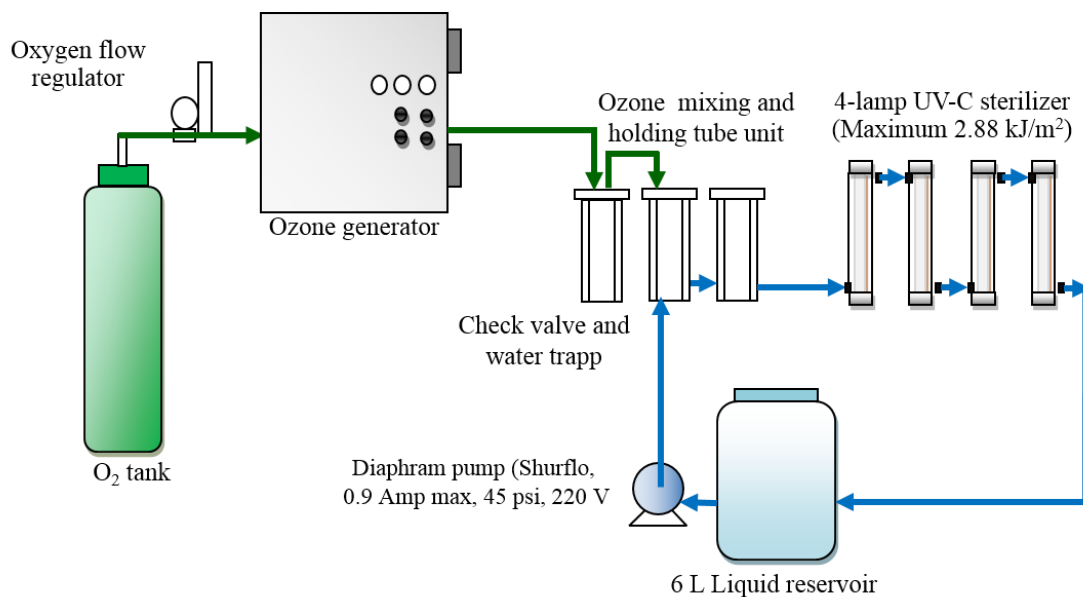 Oxygen flow
regulator
Ozone generator
Ozone  mixing and
holding tube unit
4-lamp UV-C sterilizer
(Maximum 2.88 kJ/m²)
Check valve and
water trapp
O₂ tank
Diaphram pump (Shurflo,
0.9 Amp max, 45 psi, 220 V
6 L Liquid reservoir